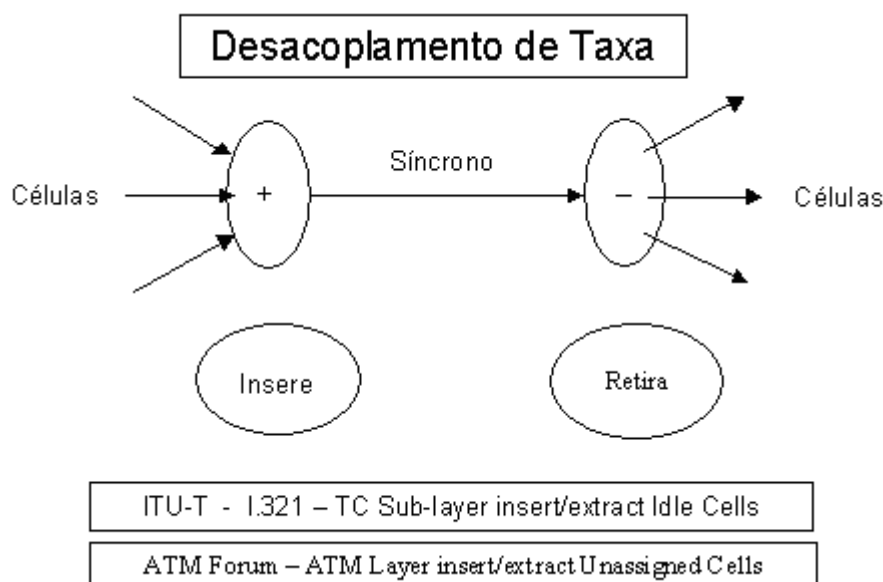 Desacoplamento de Taxa
Síncrono
Células
+
–
Células
Insere
Retira
ITU-T - I.321 – TC Sub-layer insert/extract Idle Cells
ATM Forum – ATM Layer insert/extract Unassigned Cells